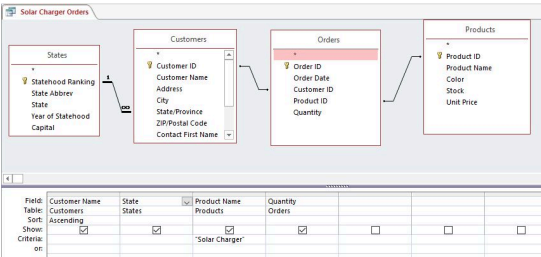 Solar Charger Orders
States
*
Statehood Ranking
State Abbrev
State
Year of Statehood
Capital
1
∞
Customers
*
Customer ID
Customer Name
Address
City
State/Province
ZIP/Postal Code
Contact First Name
Orders
*
Order ID
Order Date
Customer ID
Product ID
Quantity
Products
*
Product ID
Product Name
Color
Stock
Unit Price
Field: Customer Name State Product Name Quantity
Table: Customers States Products Orders
Sort: Ascending
Show:
Criteria: "Solar Charger"
or: